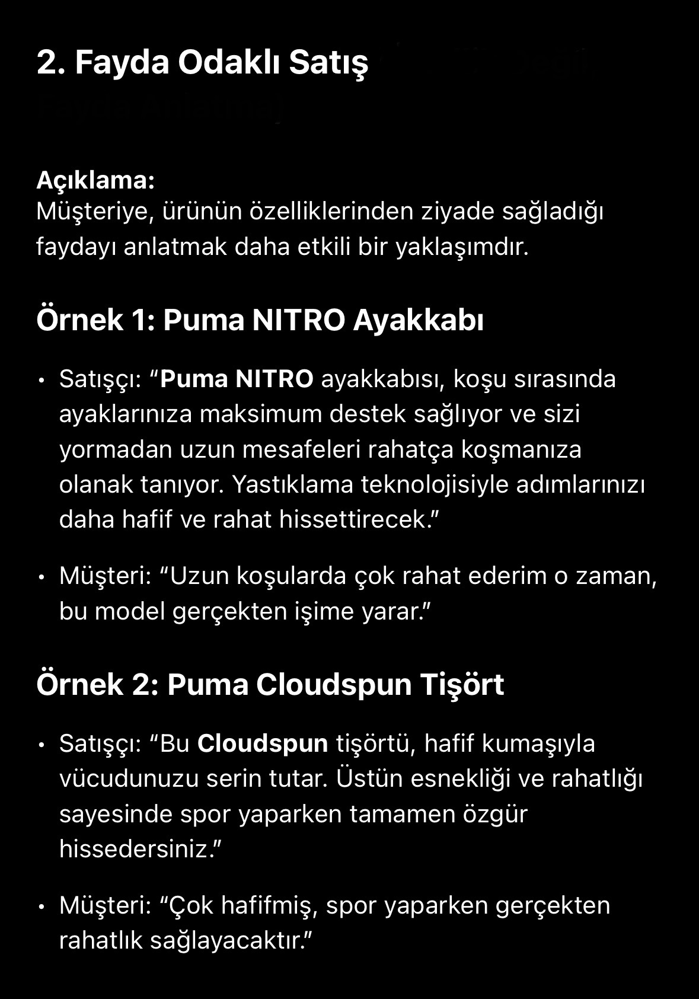 2. Fayda Odaklı Satış
Açıklama:
Müşteriye, ürünün özelliklerinden ziyade sağladığı
faydayı anlatmak daha etkili bir yaklaşımdır.
Örnek 1: Puma NITRO Ayakkabı
• Satışçı: “Puma NITRO ayakkabısı, koşu sırasında
ayaklarınıza maksimum destek sağlıyor ve sizi
yormadan uzun mesafeleri rahatça koşmanıza
olanak tanıyor. Yastıklama teknolojisiyle adımlarınızı
daha hafif ve rahat hissettirecek.”
• Müşteri: “Uzun koşularda çok rahat ederim o zaman,
bu model gerçekten işime yarar.”
Örnek 2: Puma Cloudspun Tişört
• Satışçı: “Bu Cloudspun tişörtü, hafif kumaşıyla
vücudunuzu serin tutar. Üstün esnekliği ve rahatlığı
sayesinde spor yaparken tamamen özgür
hissedersiniz.”
• Müşteri: “Çok hafifmiş, spor yaparken gerçekten
rahatlık sağlayacaktır.”